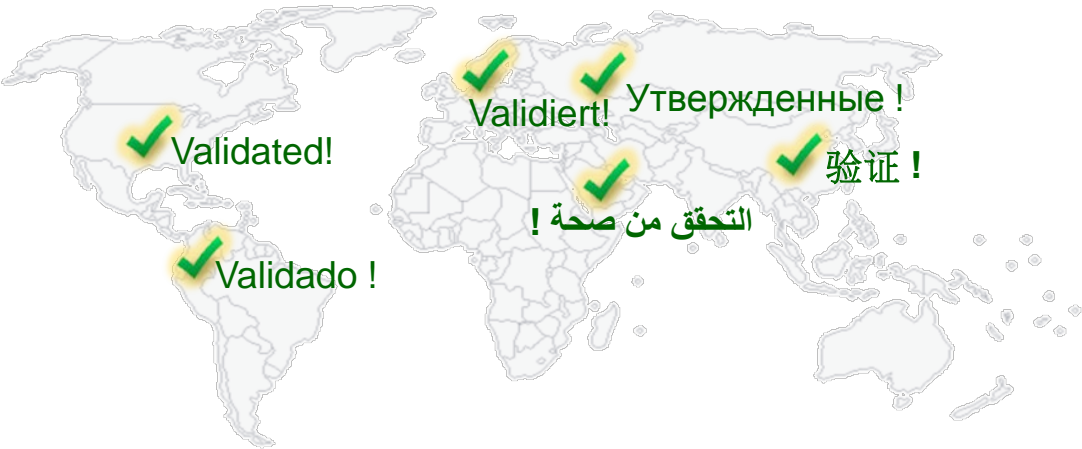 Validiert!
Утвержденные !
Validated!
验证 !
التحقق من صحة !
Validado !